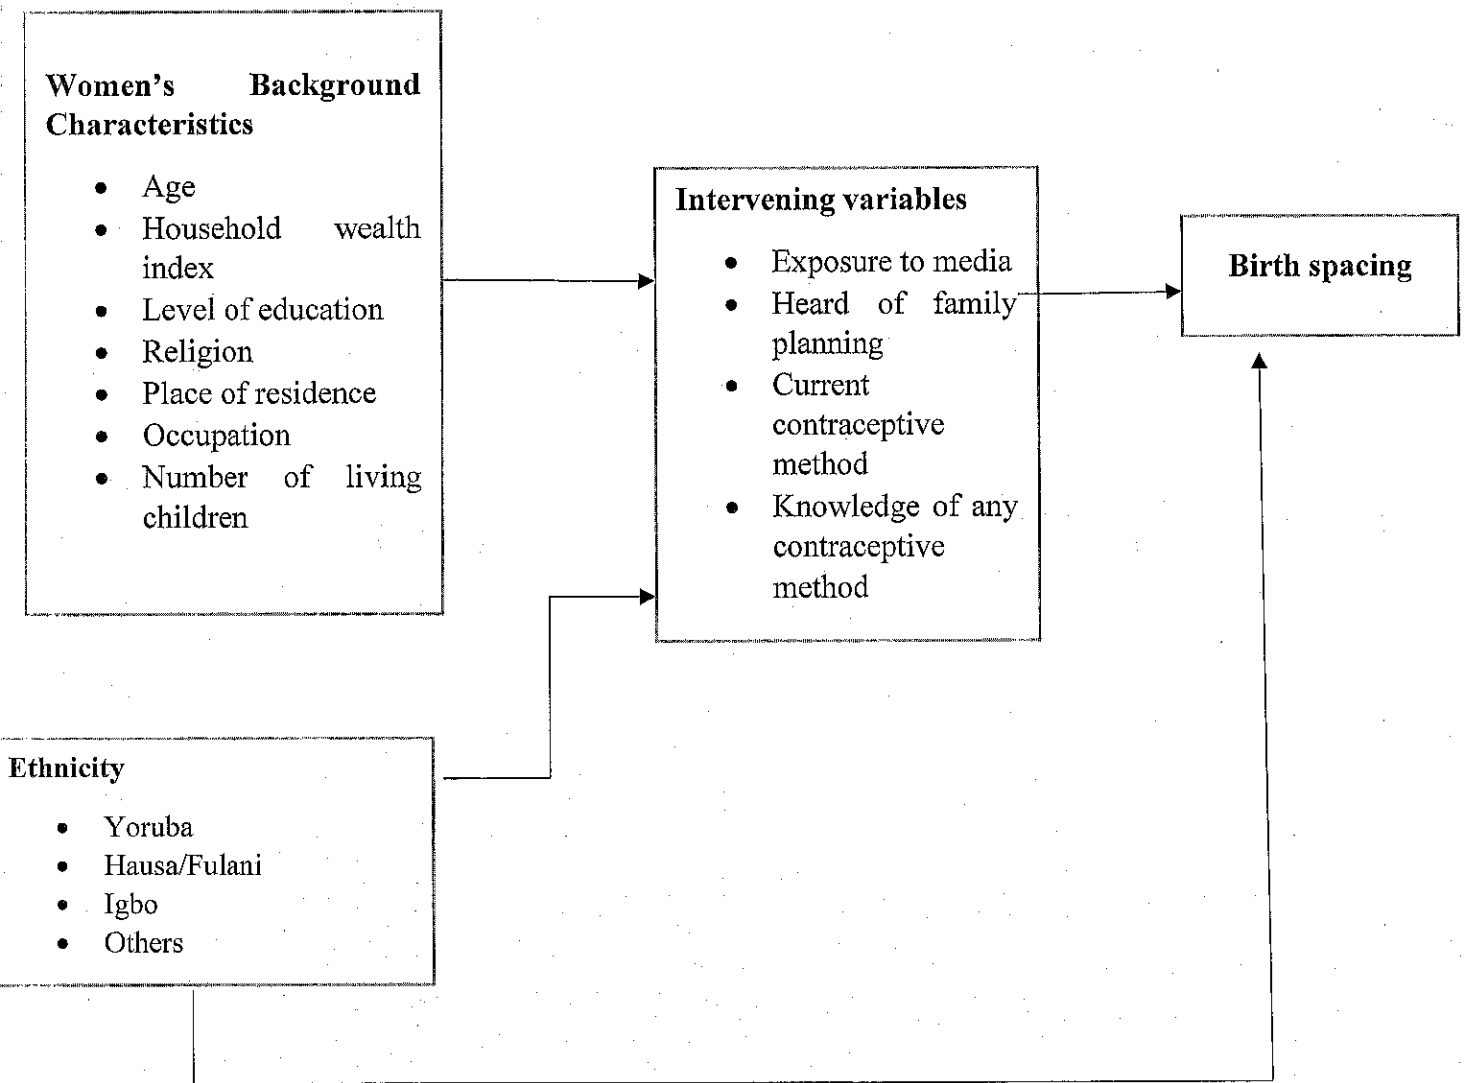 Women's Background
Characteristics
• Age
• Household wealth
index
• Level of education
• Religion
• Place of residence
• Occupation
• Number of living
children
Intervening variables
• Exposure to media
• Heard of family
planning
• Current
contraceptive
method
• Knowledge of any
contraceptive
method
Birth spacing
Ethnicity
• Yoruba
• Hausa/Fulani
• Igbo
• Others